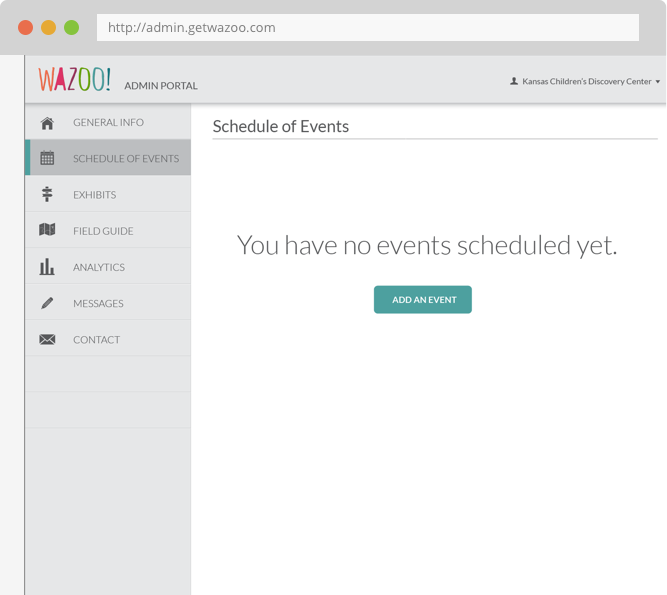 http://admin.getwazoo.com
WAZOO! ADMIN PORTAL
Kansas Children's Discovery Center
GENERAL INFO
SCHEDULE OF EVENTS
EXHIBITS
FIELD GUIDE
ANALYTICS
MESSAGES
CONTACT
Schedule of Events
You have no events scheduled yet.
ADD AN EVENT